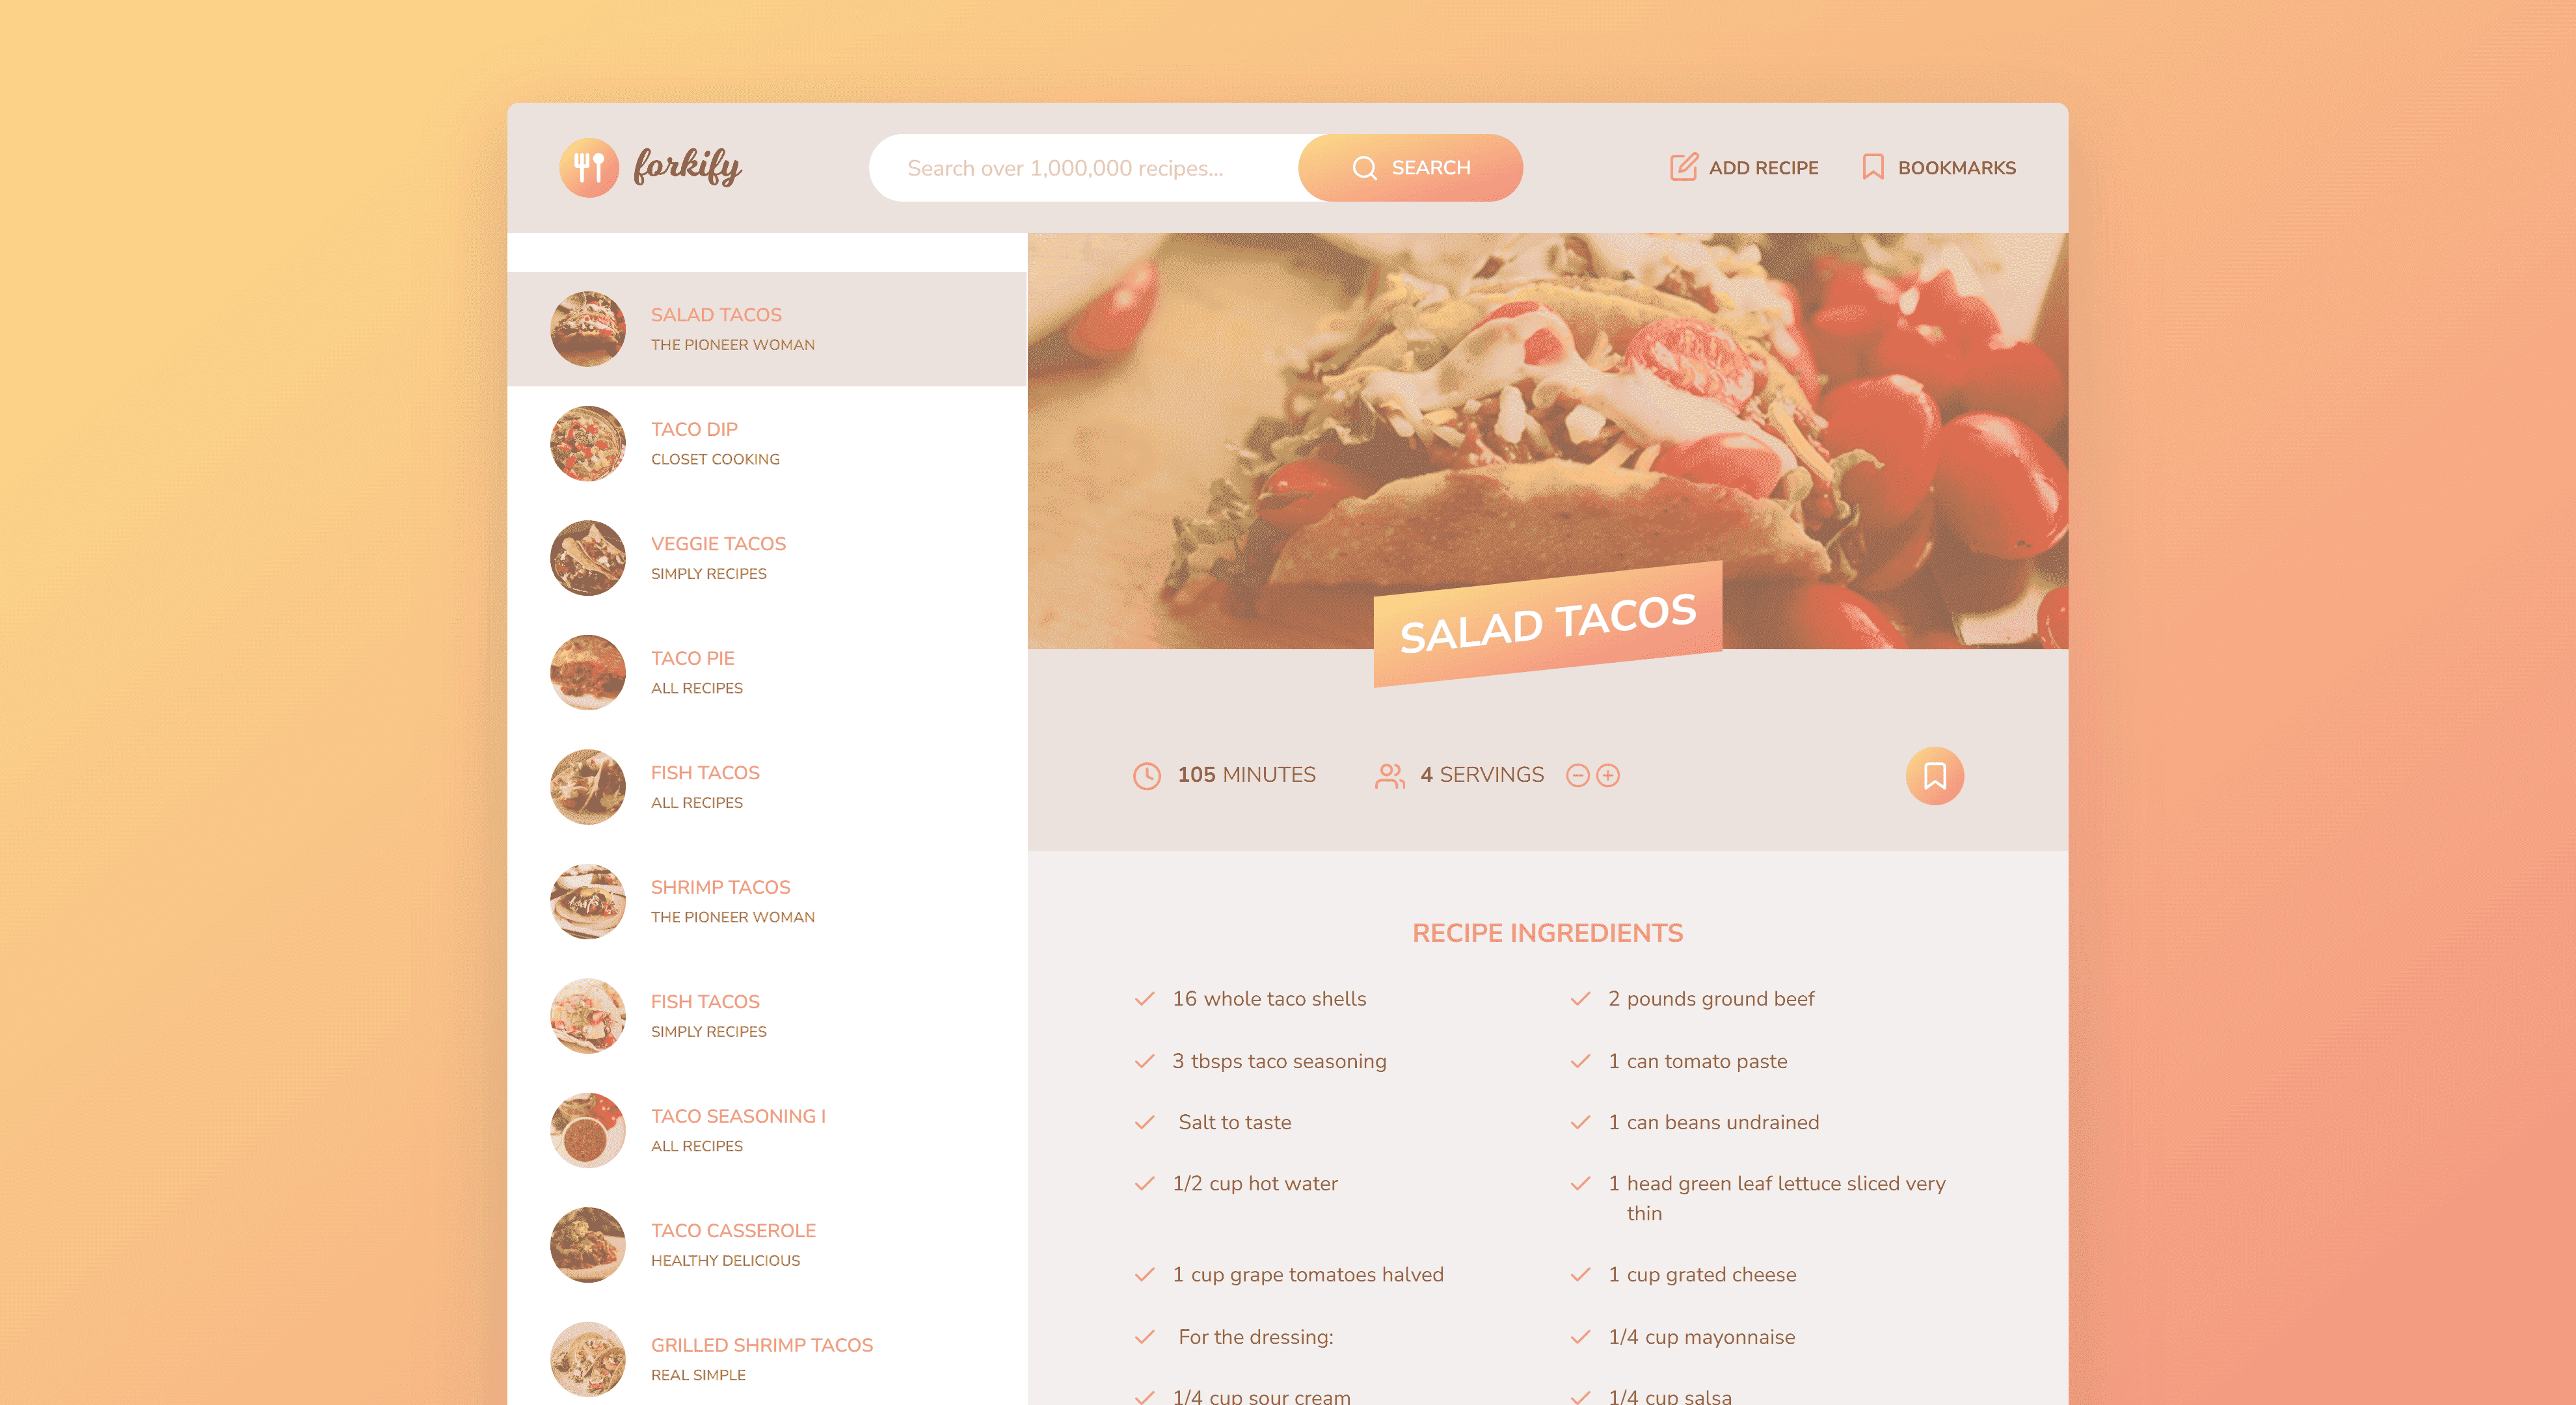 forkify
Search over 1,000,000 recipes...
SEARCH
ADD RECIPE
BOOKMARKS
SALAD TACOS
THE PIONEER WOMAN
TACO DIP
CLOSET COOKING
VEGGIE TACOS
SIMPLY RECIPES
TACO PIE
ALL RECIPES
FISH TACOS
ALL RECIPES
SHRIMP TACOS
THE PIONEER WOMAN
FISH TACOS
SIMPLY RECIPES
TACO SEASONING I
ALL RECIPES
TACO CASSEROLE
HEALTHY DELICIOUS
GRILLED SHRIMP TACOS
REAL SIMPLE
SALAD TACOS
105 MINUTES
4 SERVINGS
RECIPE INGREDIENTS
16 whole taco shells
2 pounds ground beef
3 tbsps taco seasoning
1 can tomato paste
Salt to taste
1 can beans undrained
1/2 cup hot water
1 head green leaf lettuce sliced very
thin
1 cup grape tomatoes halved
1 cup grated cheese
For the dressing:
1/4 cup mayonnaise
1/4 cup sour cream
1/4 cup salsa